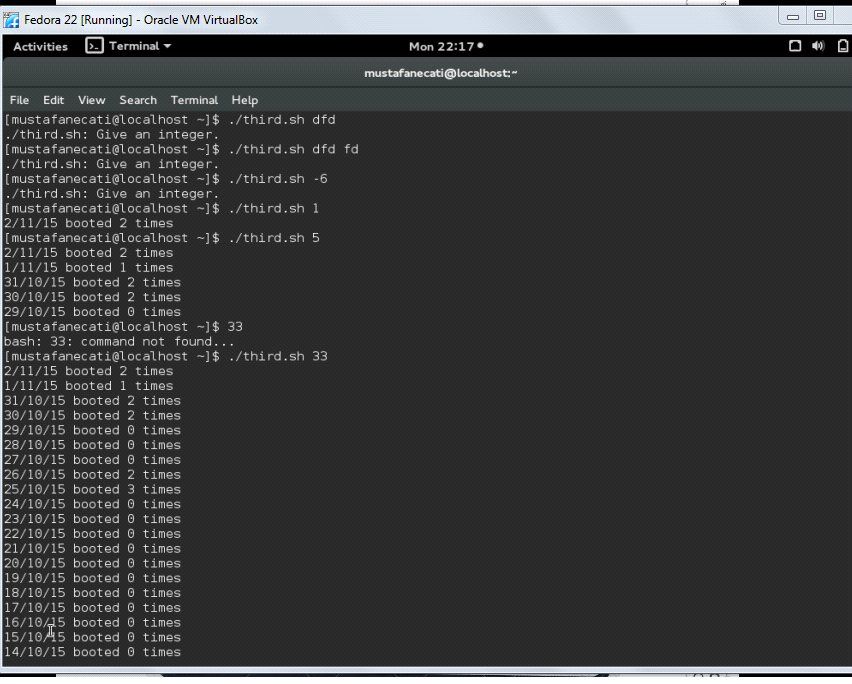 Fedora 22 [Running] - Oracle VM VirtualBox
Activities Terminal Mon 22:17
mustafanecati@localhost:~
File Edit View Search Terminal Help
[mustafanecati@localhost ~]$ ./third.sh dfd
./third.sh: Give an integer.
[mustafanecati@localhost ~]$ ./third.sh dfd fd
./third.sh: Give an integer.
[mustafanecati@localhost ~]$ ./third.sh -6
./third.sh: Give an integer.
[mustafanecati@localhost ~]$ ./third.sh 1
2/11/15 booted 2 times
[mustafanecati@localhost ~]$ ./third.sh 5
2/11/15 booted 2 times
1/11/15 booted 1 times
31/10/15 booted 2 times
30/10/15 booted 2 times
29/10/15 booted 0 times
[mustafanecati@localhost ~]$ 33
bash: 33: command not found...
[mustafanecati@localhost ~]$ ./third.sh 33
2/11/15 booted 2 times
1/11/15 booted 1 times
31/10/15 booted 2 times
30/10/15 booted 2 times
29/10/15 booted 0 times
28/10/15 booted 0 times
27/10/15 booted 0 times
26/10/15 booted 2 times
25/10/15 booted 3 times
24/10/15 booted 0 times
23/10/15 booted 0 times
22/10/15 booted 0 times
21/10/15 booted 0 times
20/10/15 booted 0 times
19/10/15 booted 0 times
18/10/15 booted 0 times
17/10/15 booted 0 times
16/10/15 booted 0 times
15/10/15 booted 0 times
14/10/15 booted 0 times